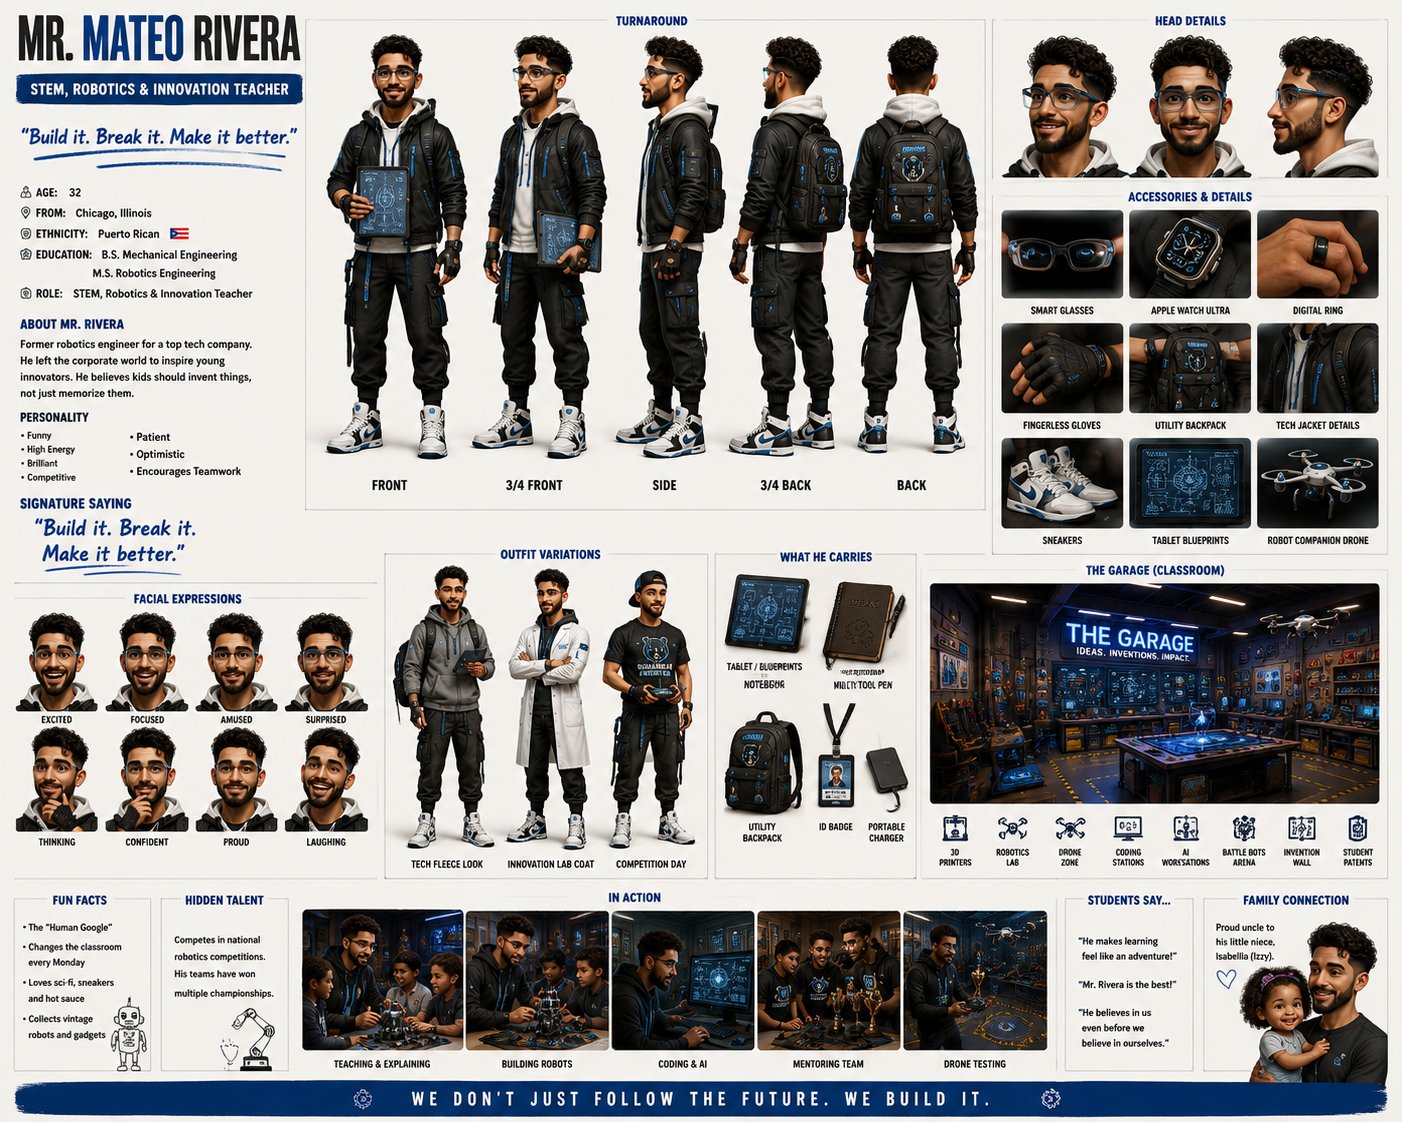 MR. MATEO RIVERA
STEM, ROBOTICS & INNOVATION TEACHER
"Build it. Break it. Make it better."
AGE: 32
FROM: Chicago, Illinois
ETHNICITY: Puerto Rican
EDUCATION: B.S. Mechanical Engineering
M.S. Robotics Engineering
ROLE: STEM, Robotics & Innovation Teacher
ABOUT MR. RIVERA
Former robotics engineer for a top tech company.
He left the corporate world to inspire young
innovators. He believes kids should invent things,
not just memorize them.
PERSONALITY
• Funny
• High Energy
• Brilliant
• Competitive
• Patient
• Optimistic
• Encourages Teamwork
SIGNATURE SAYING
"Build it. Break it.
Make it better."
TURNAROUND
FRONT
3/4 FRONT
SIDE
3/4 BACK
BACK
HEAD DETAILS
ACCESSORIES & DETAILS
SMART GLASSES
APPLE WATCH ULTRA
DIGITAL RING
FINGERLESS GLOVES
UTILITY BACKPACK
TECH JACKET DETAILS
SNEAKERS
TABLET BLUEPRINTS
ROBOT COMPANION DRONE
FACIAL EXPRESSIONS
EXCITED
FOCUSED
AMUSED
SURPRISED
THINKING
CONFIDENT
PROUD
LAUGHING
OUTFIT VARIATIONS
TECH FLEECE LOOK
INNOVATION LAB COAT
COMPETITION DAY
WHAT HE CARRIES
TABLET / BLUEPRINTS
NOTEBOOK
TOOL PEN
UTILITY
BACKPACK
ID BADGE
PORTABLE
CHARGER
THE GARAGE (CLASSROOM)
THE GARAGE
IDEAS. INVENTIONS. IMPACT.
3D
PRINTERS
ROBOTICS
LAB
DRONE
ZONE
CODING
STATIONS
AI
WORKSATIONS
BATTLE BOTS
ARENA
INVENTION
WALL
STUDENT
PATENTS
FUN FACTS
• The "Human Google"
• Changes the classroom
every Monday
• Loves sci-fi, sneakers
and hot sauce
• Collects vintage
robots and gadgets
HIDDEN TALENT
Competes in national
robotics competitions.
His teams have won
multiple championships.
IN ACTION
TEACHING & EXPLAINING
BUILDING ROBOTS
CODING & AI
MENTORING TEAM
DRONE TESTING
STUDENTS SAY...
"He makes learning
feel like an adventure!"
"Mr. Rivera is the best!"
"He believes in us
even before we
believe in ourselves."
FAMILY CONNECTION
Proud uncle to
his little niece,
Isabellia (Izzy).
WE DON'T JUST FOLLOW THE FUTURE. WE BUILD IT.